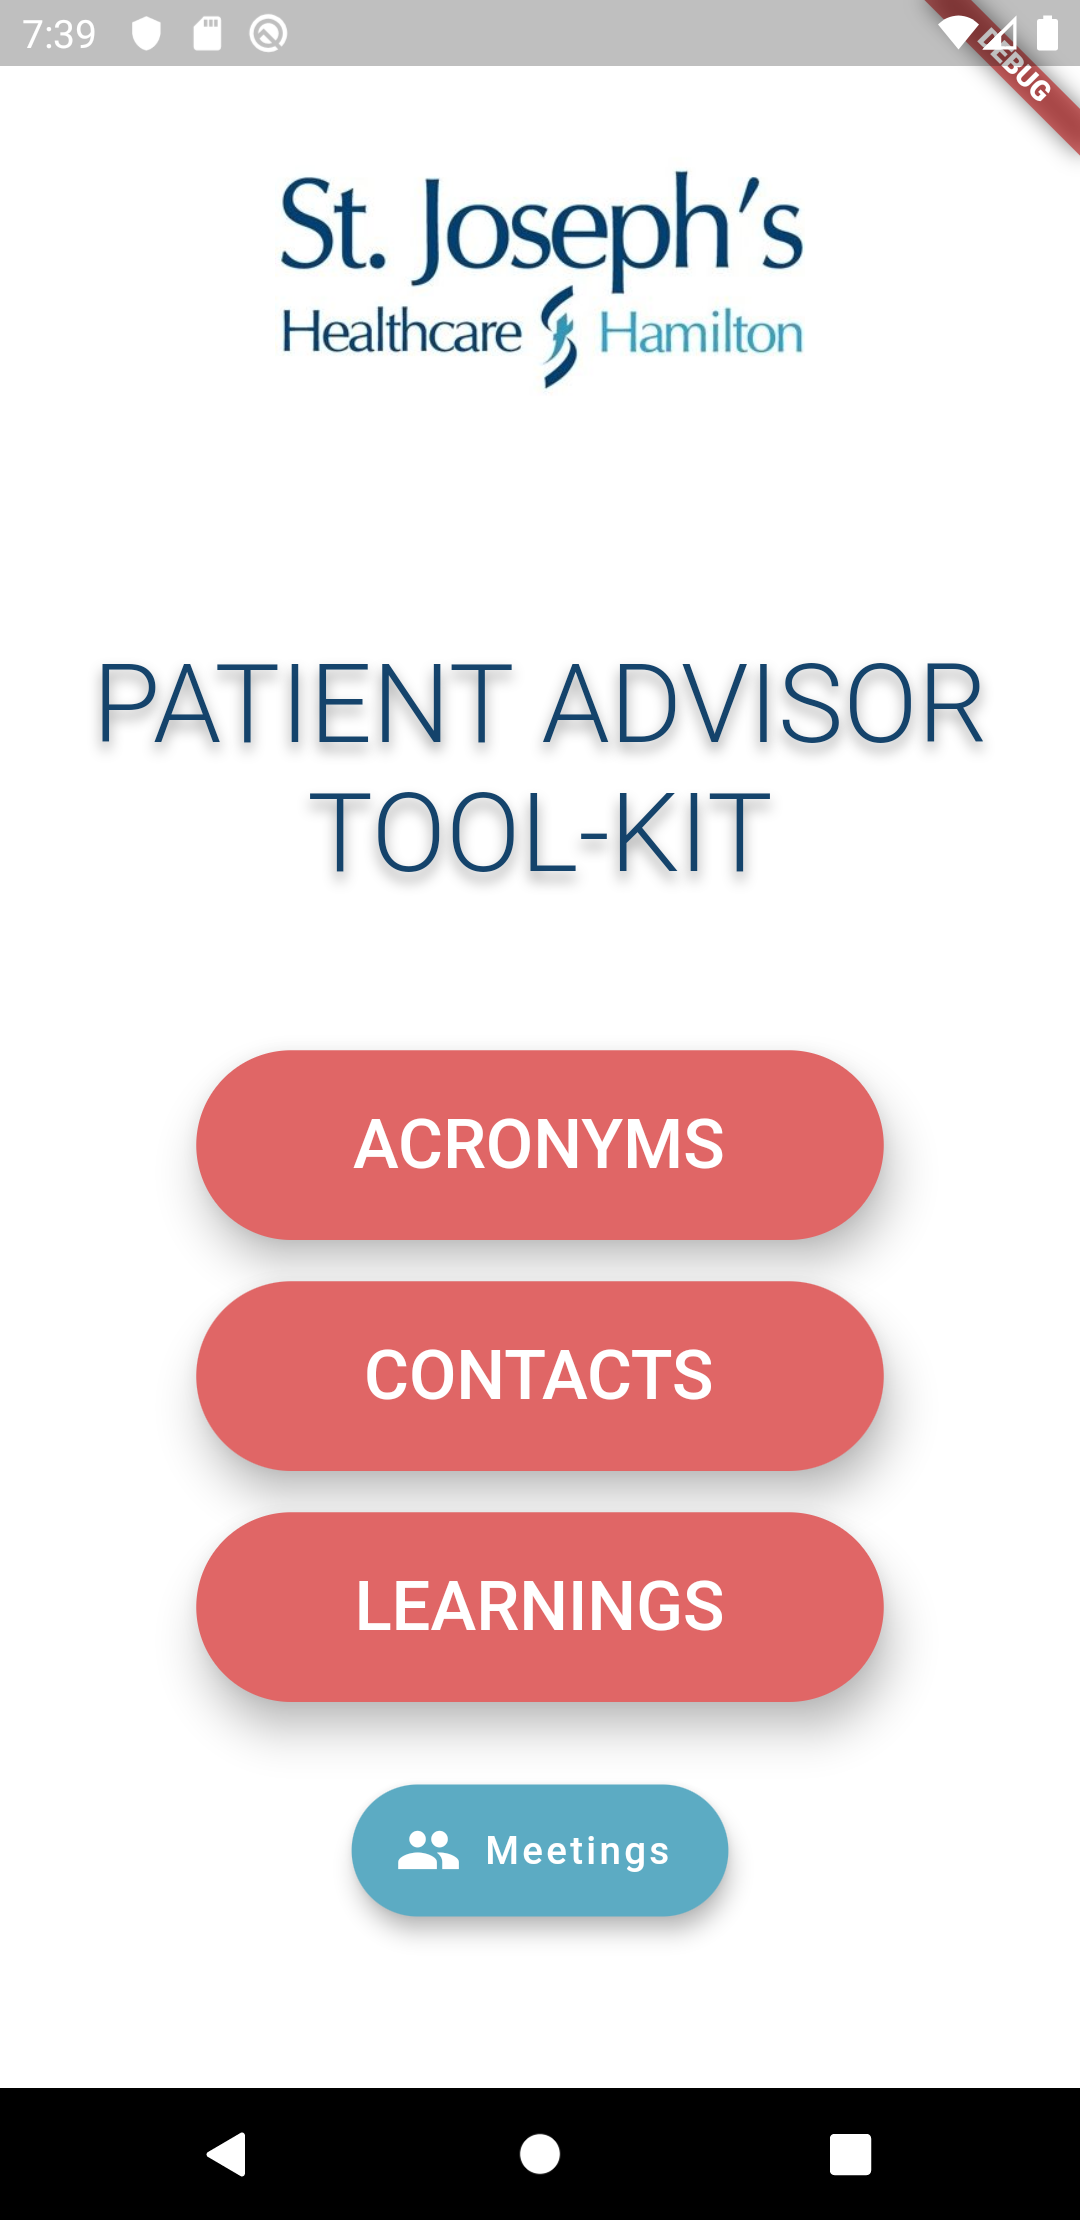 7:39
DEBUG
St. Joseph's
Healthcare Hamilton
PATIENT ADVISOR
TOOL-KIT
ACRONYMS
CONTACTS
LEARNINGS
Meetings